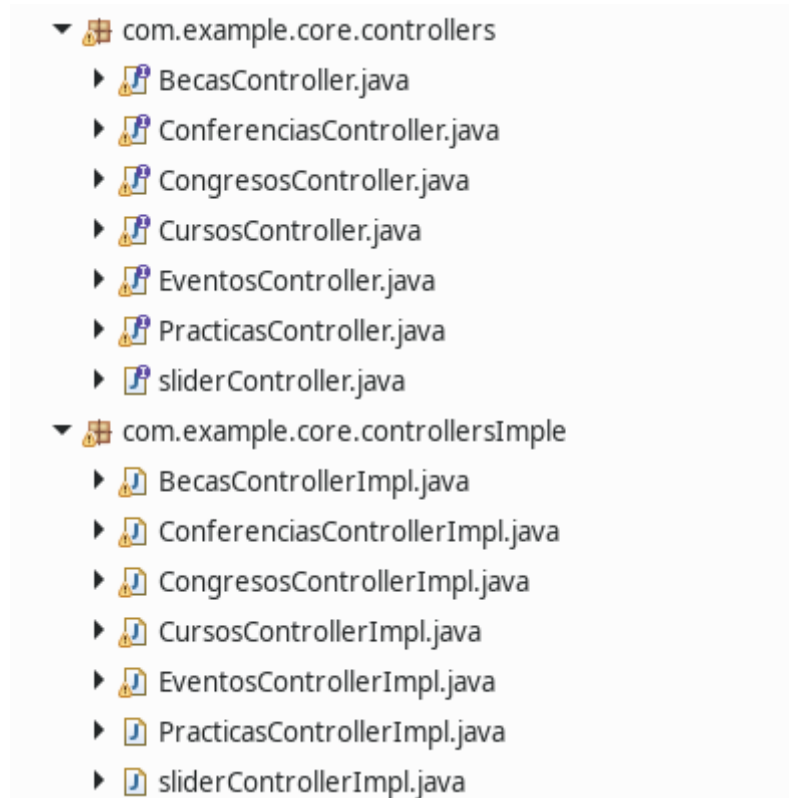 com.example.core.controllers
BecasController.java
ConferenciasController.java
CongresosController.java
CursosController.java
EventosController.java
PracticasController.java
sliderController.java
com.example.core.controllersImple
BecasControllerImpl.java
ConferenciasControllerImpl.java
CongresosControllerImpl.java
CursosControllerImpl.java
EventosControllerImpl.java
PracticasControllerImpl.java
sliderControllerImpl.java